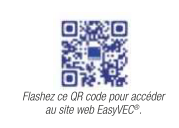 Flashez ce QR code pour accéder
au site web EasyVEC®.